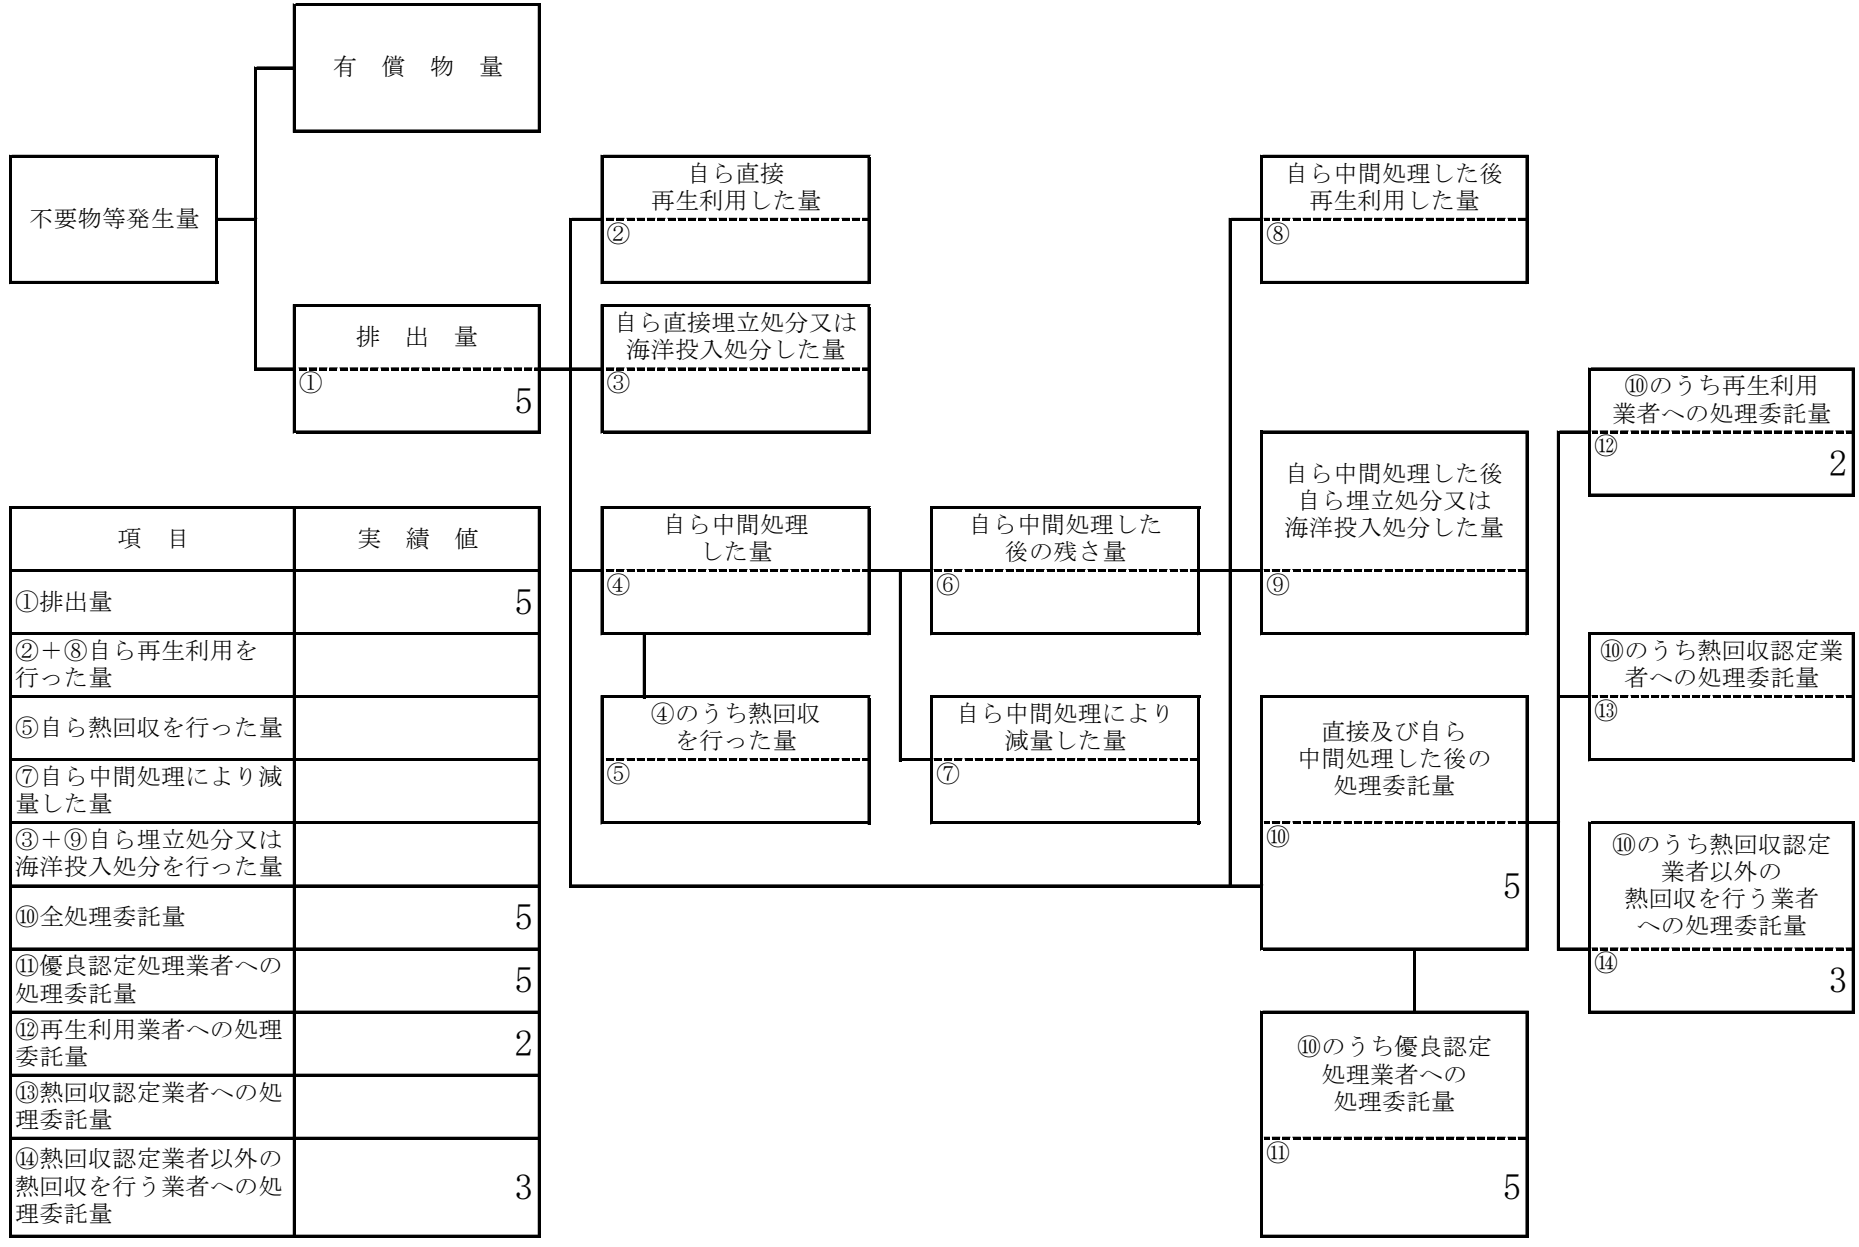 有　償　物　量
不要物等発生量
排　出　量
①
5
自ら直接
再生利用した量
②
自ら直接埋立処分又は
海洋投入処分した量
③
自ら中間処理
した量
④
④のうち熱回収
を行った量
⑤
自ら中間処理した
後の残さ量
⑥
自ら中間処理により
減量した量
⑦
自ら中間処理した後
再生利用した量
⑧
自ら中間処理した後
自ら埋立処分又は
海洋投入処分した量
⑨
直接及び自ら
中間処理した後の
処理委託量
⑩
5
⑩のうち優良認定
処理業者への
処理委託量
⑪
5
⑩のうち再生利用
業者への処理委託量
⑫
2
⑩のうち熱回収認定業
者への処理委託量
⑬
⑩のうち熱回収認定
業者以外の
熱回収を行う業者
への処理委託量
⑭
3
項　目　実　績　値
①排出量
5
②＋⑧自ら再生利用を
行った量
⑤自ら熱回収を行った量
⑦自ら中間処理により減
量した量
③＋⑨自ら埋立処分又は
海洋投入処分を行った量
⑩全処理委託量
5
⑪優良認定処理業者への
処理委託量
5
⑫再生利用業者への処理
委託量
2
⑬熱回収認定業者への処
理委託量
⑭熱回収認定業者以外の
熱回収を行う業者への処
理委託量
3